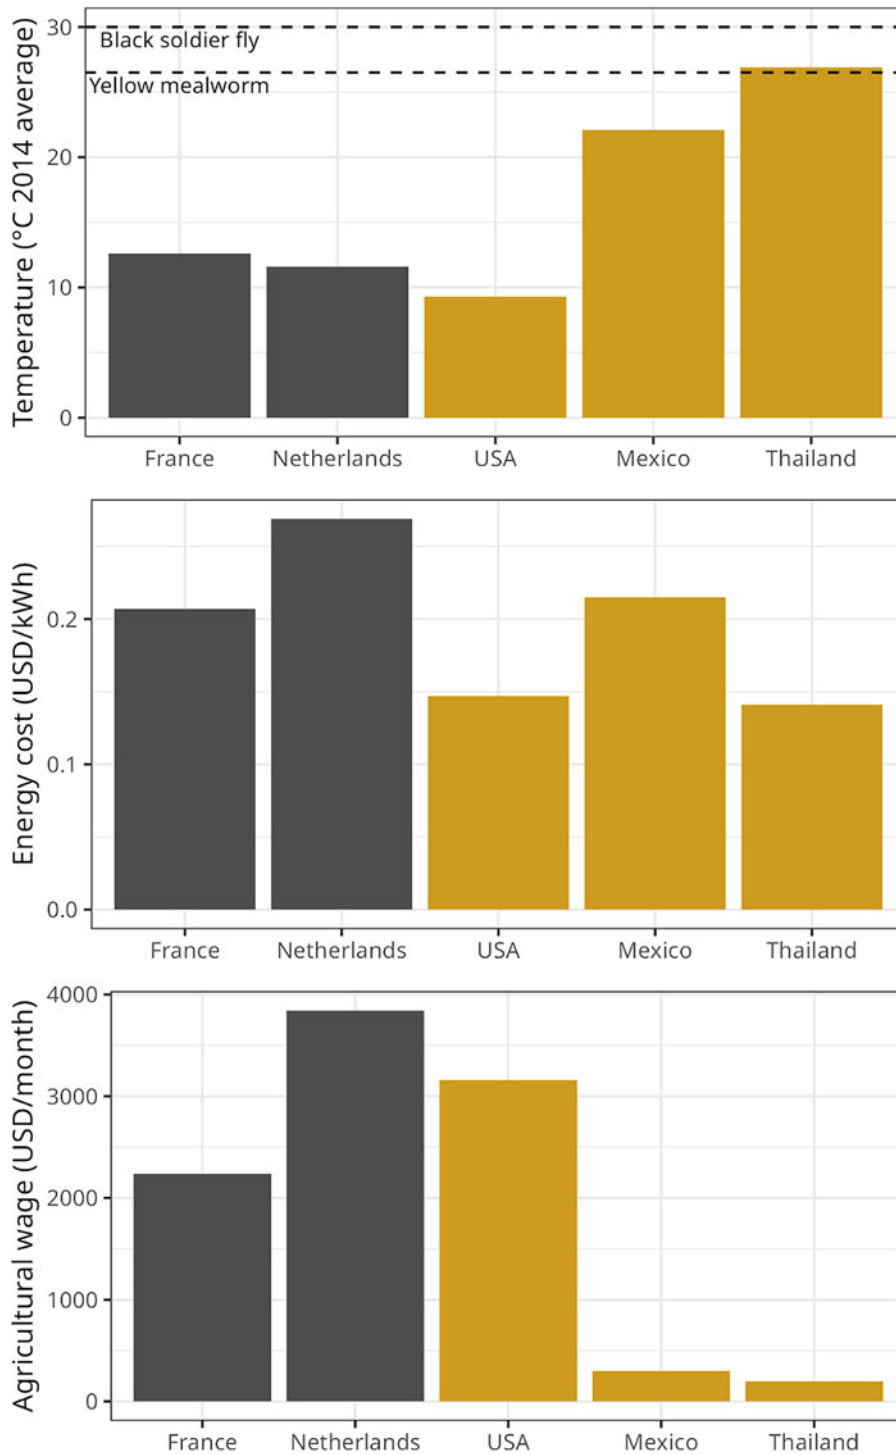 Temperature (°C 2014 average)
30
20
10
0
Black soldier fly
Yellow mealworm
France Netherlands USA Mexico Thailand
Energy cost (USD/kWh)
0.2
0.1
0.0
France Netherlands USA Mexico Thailand
Agricultural wage (USD/month)
4000
3000
2000
1000
0
France Netherlands USA Mexico Thailand